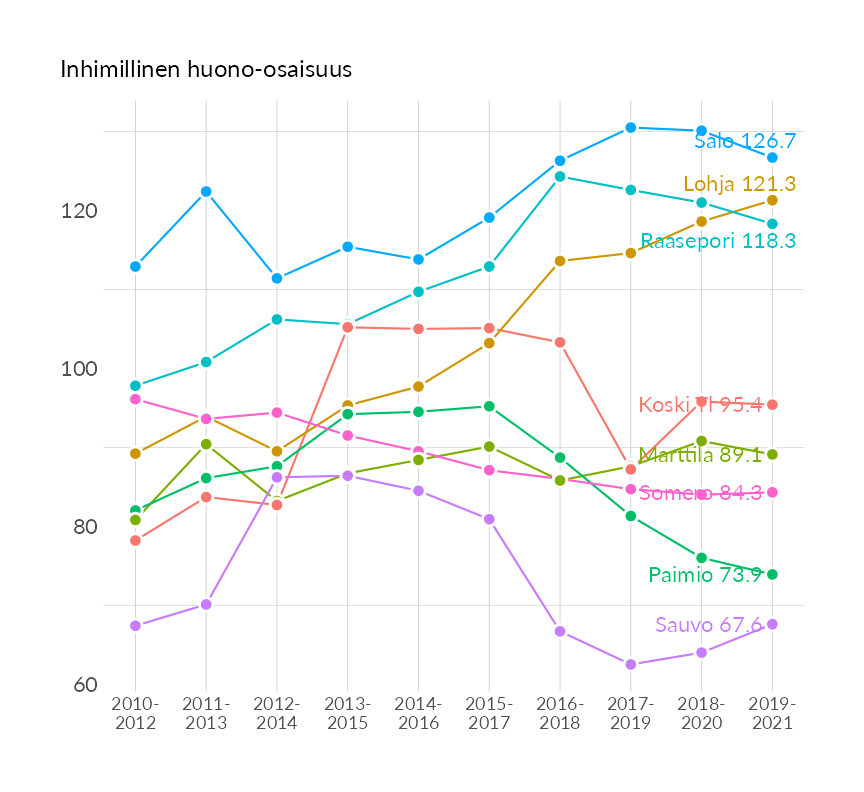 Inhimillinen huono-osaisuus
120
100
80
60
Salo 126.7
Lohja 121.3
Raasepori 118.3
Koski Tl 95.4
Marttila 89.1
Somero 84.3
Paimio 73.9
Sauvo 67.6
2010-
2012
2011-
2013
2012-
2014
2013-
2015
2014-
2016
2015-
2017
2016-
2018
2017-
2019
2018-
2020
2019-
2021